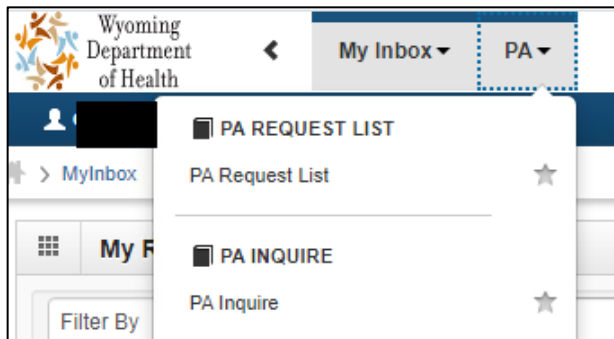 Wyoming
Department
of Health
My Inbox
PA
PA REQUEST LIST
> MyInbox
PA Request List
My R
PA INQUIRE
PA Inquire
Filter By